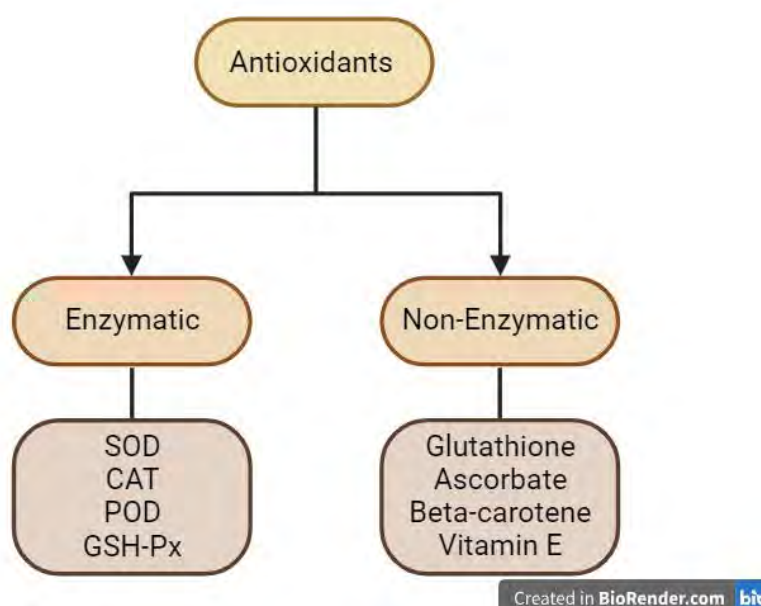 Antioxidants
Enzymatic
Non-Enzymatic
SOD
CAT
POD
GSH-Px
Glutathione
Ascorbate
Beta-carotene
Vitamin E
Created in BioRender.com